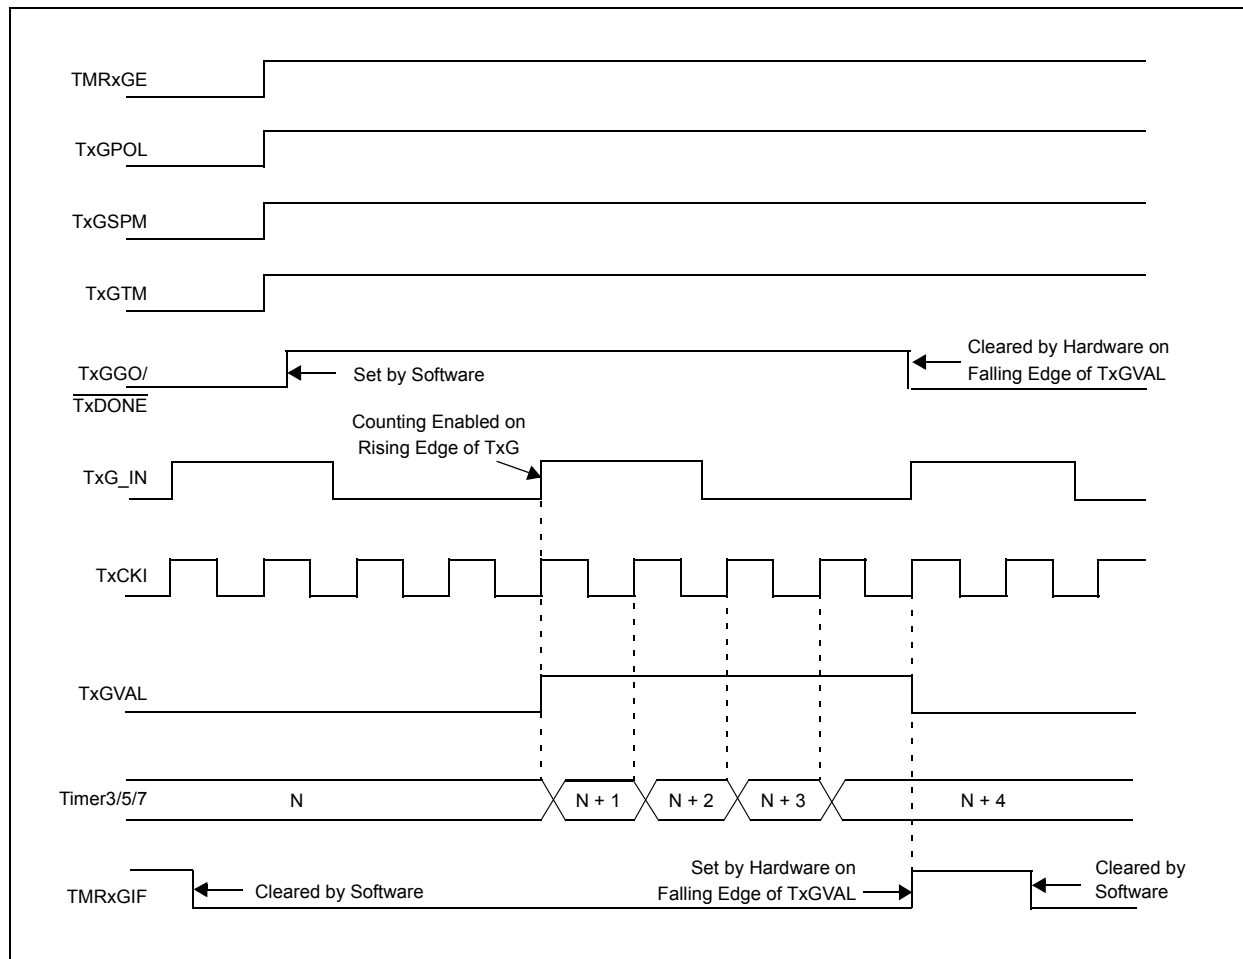 TMRxGE
TxGPOL
TxGSPM
TxGTM
TxGGO/
TxDONE
Set by Software
Cleared by Hardware on
Falling Edge of TxGVAL
Counting Enabled on
Rising Edge of TxG
TxG_IN
TxCKI
TxGVAL
Timer3/5/7
N
N + 1
N + 2
N + 3
N + 4
TMRxGIF
Cleared by Software
Set by Hardware on
Falling Edge of TxGVAL
Cleared by
Software